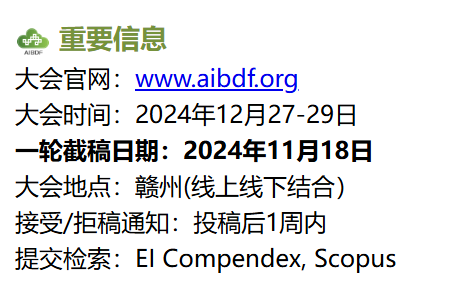 AIBDF
重要信息
大会官网：www.aibdf.org
大会时间：2024年12月27-29日
一轮截稿日期：2024年11月18日
大会地点：赣州(线上线下结合）
接受/拒稿通知：投稿后1周内
提交检索：EI Compendex, Scopus